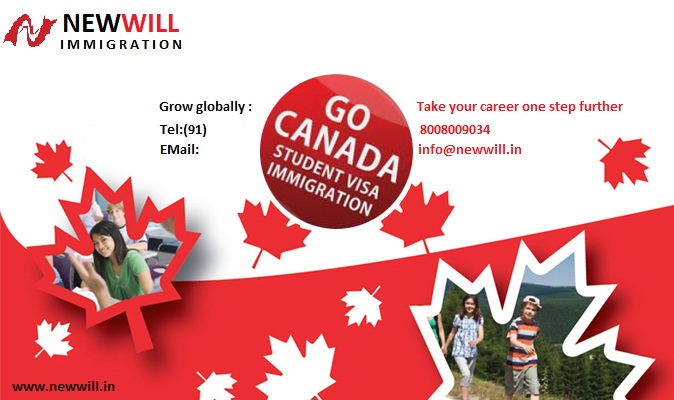 NEWWILL
IMMIGRATION
Grow globally :
Take your career one step further
Tel:(91)
8008009034
EMail:
info@newwill.in
GO
CANADA
STUDENT VISA
IMMIGRATION
www.newwill.in